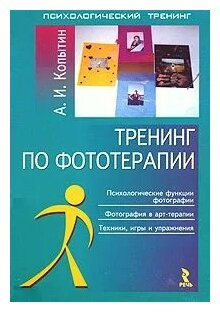 ПСИХОЛОГИЧЕСКИЙ ТРЕНИНГ
А. И. Копытин
ТРЕНИНГ
ПО ФОТОТЕРАПИИ
Психологические функции
фотографии
Фотография в арт-терапии
Техники, игры и упражнения
РЕЧЬ